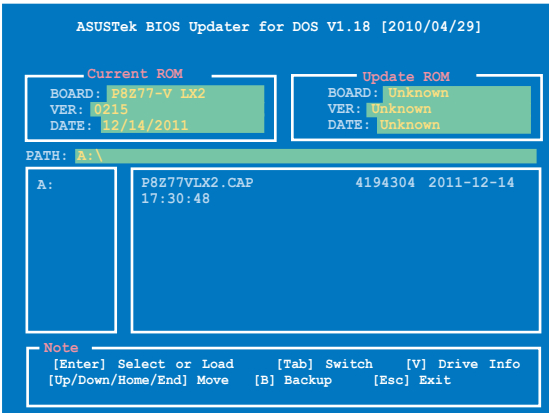 ASUSTek BIOS Updater for DOS V1.18 [2010/04/29]
Current ROM
BOARD: P8Z77-V LX2
VER: 0215
DATE: 12/14/2011
Update ROM
BOARD: Unknown
VER: Unknown
DATE: Unknown
PATH: A:\
A:
P8Z77VLX2.CAP 4194304 2011-12-14
17:30:48
Note
[Enter] Select or Load [Tab] Switch [V] Drive Info
[Up/Down/Home/End] Move [B] Backup [Esc] Exit